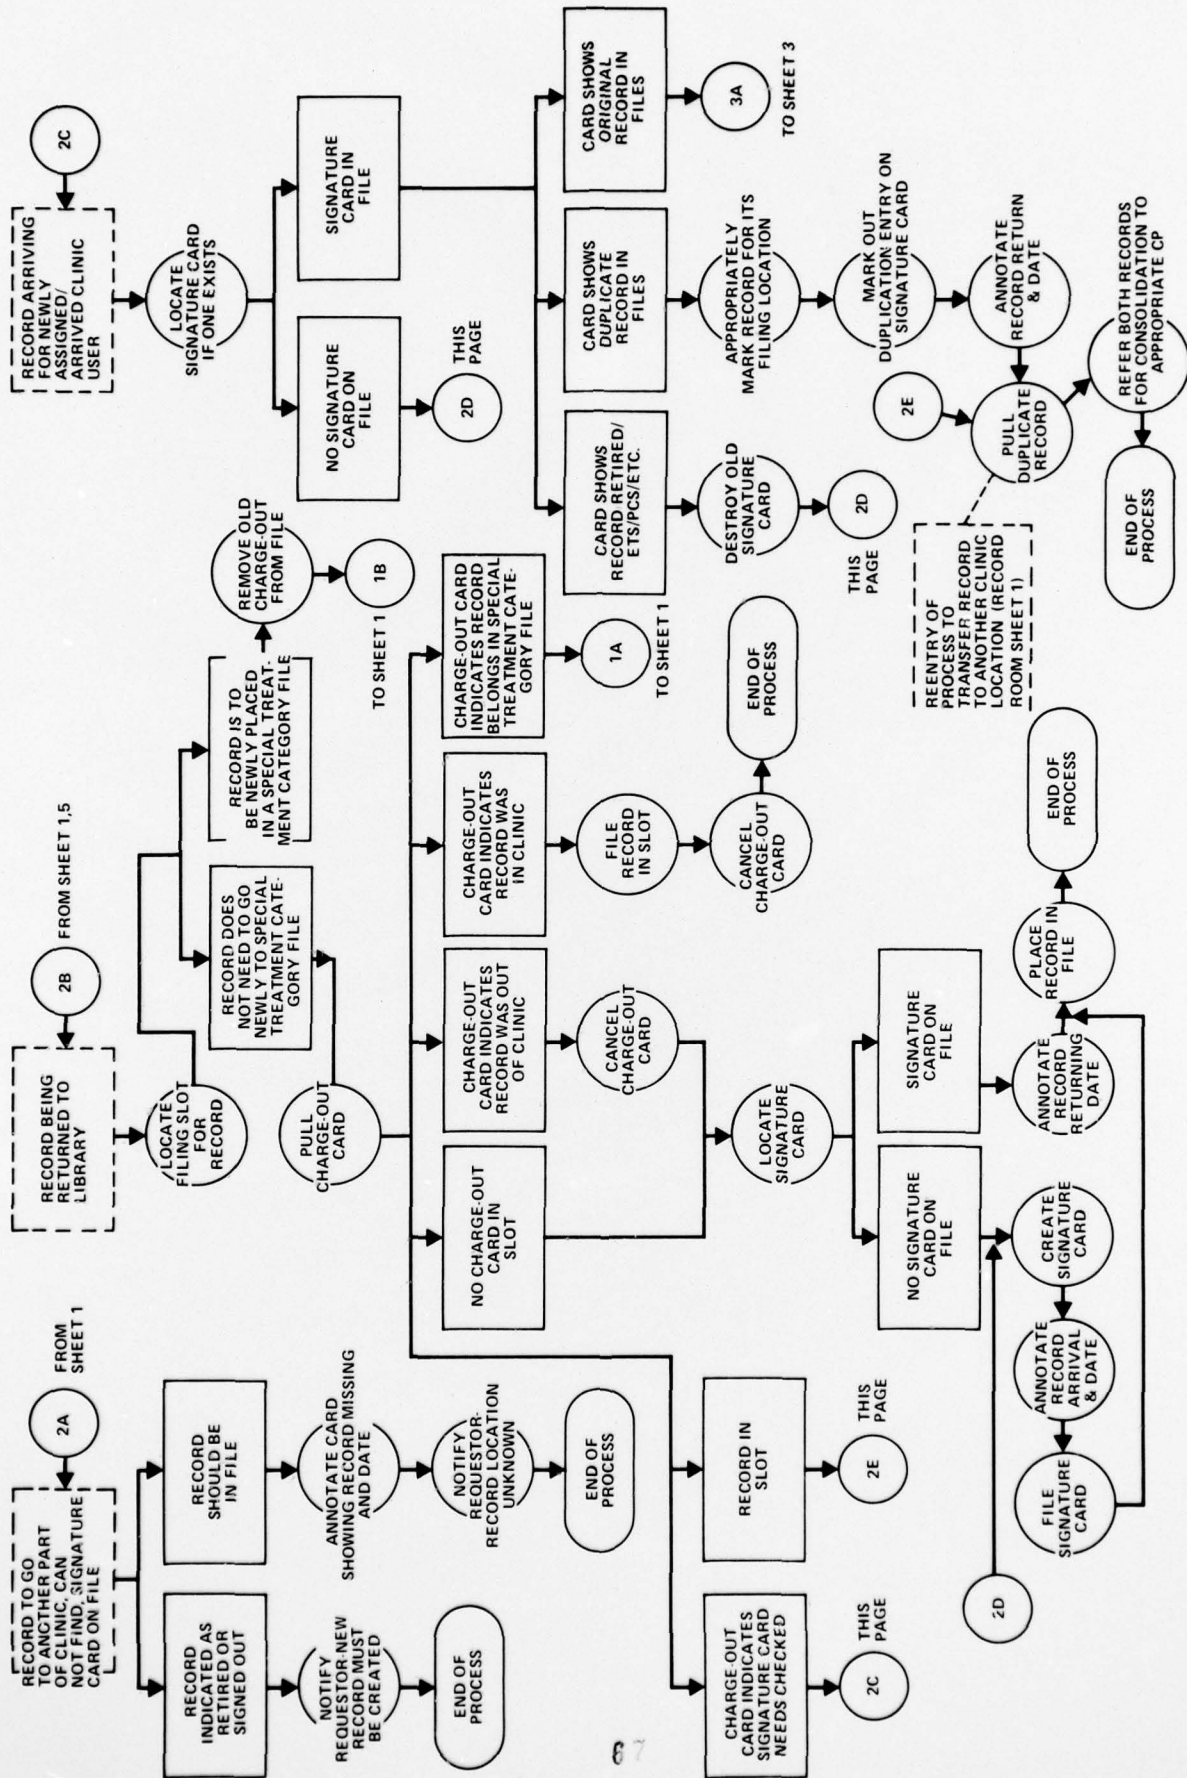 2A
FROM
SHEET 1
RECORD TO GO
TO ANOTHER PART
OF CLINIC, CAN
NOT FIND, SIGNATURE
CARD ON FILE
RECORD
INDICATED AS
RETIRED OR
SIGNED OUT
NOTIFY
REQUESTOR-NEW
RECORD MUST
BE CREATED
END OF
PROCESS
RECORD
SHOULD BE
IN FILE
ANNOTATE CARD
SHOWING RECORD MISSING
AND DATE
NOTIFY
REQUESTOR-
RECORD LOCATION
UNKNOWN
END OF
PROCESS
2B
FROM SHEET 1,5
RECORD BEING
RETURNED TO
LIBRARY
LOCATE
FILING SLOT
FOR
RECORD
RECORD DOES
NOT NEED TO GO
NEWLY TO SPECIAL
TREATMENT CATE-
GORY FILE
RECORD IS TO
BE NEWLY PLACED
IN A SPECIAL TREAT-
MENT CATEGORY FILE
REMOVE OLD
CHARGE-OUT
FROM FILE
1B
TO SHEET 1
PULL
CHARGE-OUT
CARD
CHARGE-OUT
CARD INDICATES
SIGNATURE CARD
NEEDS CHECKED
2C
THIS
PAGE
RECORD IN
SLOT
2E
THIS
PAGE
NO CHARGE-OUT
CARD IN
SLOT
CHARGE-OUT
CARD INDICATES
RECORD WAS OUT
OF CLINIC
CANCEL
CHARGE-OUT
CARD
CHARGE-OUT
CARD INDICATES
RECORD WAS
IN CLINIC
FILE
RECORD
IN SLOT
CANCEL
CHARGE-OUT
CARD
END OF
PROCESS
CHARGE-OUT CARD
INDICATES RECORD
BELONGS IN SPECIAL
TREATMENT CATE-
GORY FILE
1A
TO SHEET 1
LOCATE
SIGNATURE
CARD
NO SIGNATURE
CARD ON
FILE
SIGNATURE
CARD ON
FILE
2D
CREATE
SIGNATURE
CARD
ANNOTATE
RECORD
ARRIVAL
& DATE
FILE
SIGNATURE
CARD
ANNOTATE
RECORD
RETURNING
DATE
PLACE
RECORD IN
FILE
END OF
PROCESS
2C
RECORD ARRIVING
FOR NEWLY
ASSIGNED/
ARRIVED CLINIC
USER
LOCATE
SIGNATURE CARD
IF ONE EXISTS
NO SIGNATURE
CARD ON
FILE
2D
THIS
PAGE
SIGNATURE
CARD IN
FILE
CARD SHOWS
RECORD RETIRED/
ETS/PCS/ETC.
DESTROY OLD
SIGNATURE
CARD
2D
THIS
PAGE
CARD SHOWS
DUPLICATE
RECORD IN
FILES
APPROPRIATELY
MARK RECORD FOR ITS
FILING LOCATION
MARK OUT
DUPLICATION ENTRY ON
SIGNATURE CARD
ANNOTATE
RECORD RETURN
& DATE
2E
PULL
DUPLICATE
RECORD
REFER BOTH RECORDS
FOR CONSOLIDATION TO
APPROPRIATE CP
END OF
PROCESS
REENTRY OF
PROCESS TO
TRANSFER RECORD
TO ANOTHER CLINIC
LOCATION (RECORD
ROOM SHEET 1)
CARD SHOWS
ORIGINAL
RECORD IN
FILES
3A
TO SHEET 3
67